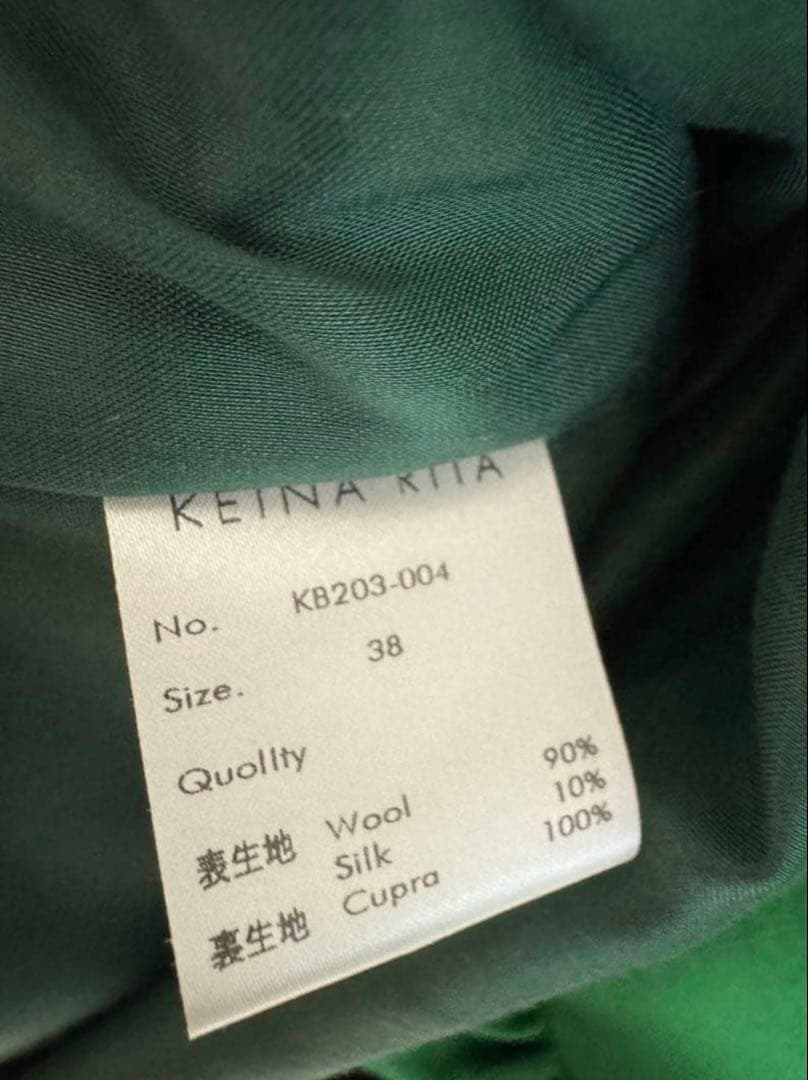 KEINA RITA
No. KB203-004
Size. 38
Quollty
表生地 Wool 90%
Silk 10%
裏生地 Cupra 100%